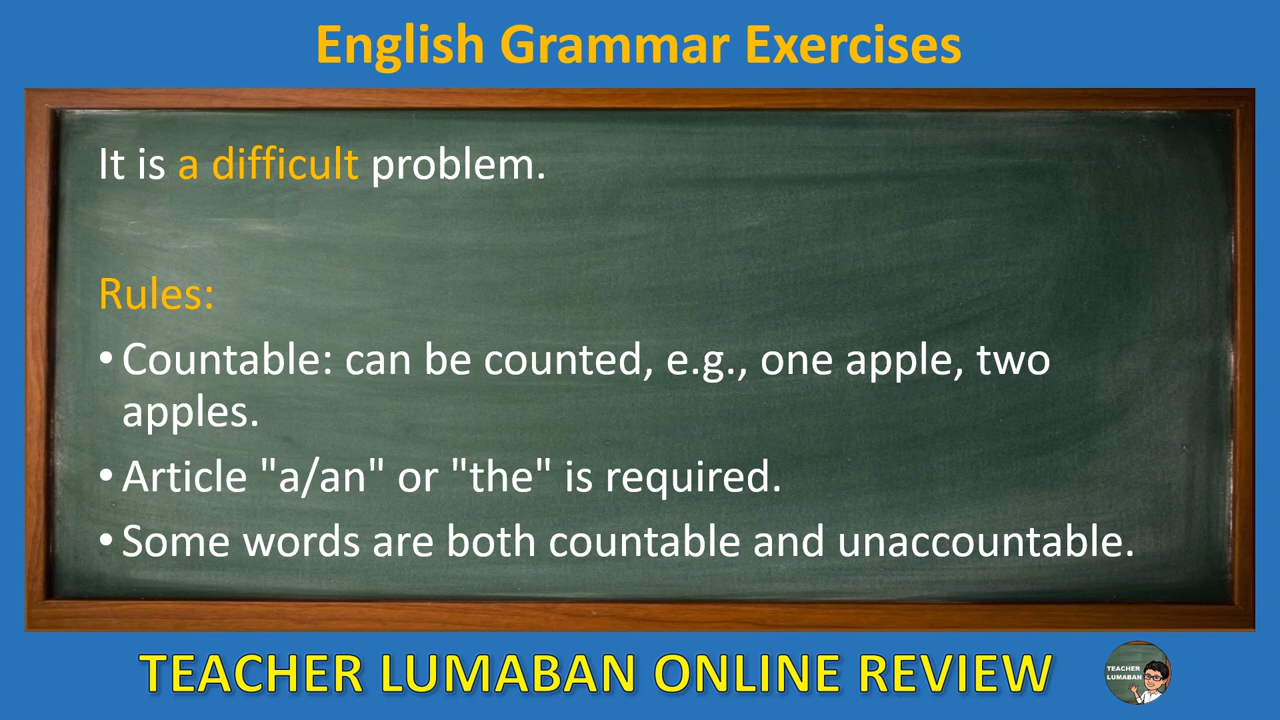 English Grammar Exercises
It is a difficult problem.
Rules:
• Countable: can be counted, e.g., one apple, two
apples.
• Article "a/an" or "the" is required.
• Some words are both countable and unaccountable.
TEACHER LUMABAN ONLINE REVIEW
TEACHER
LUMABAN